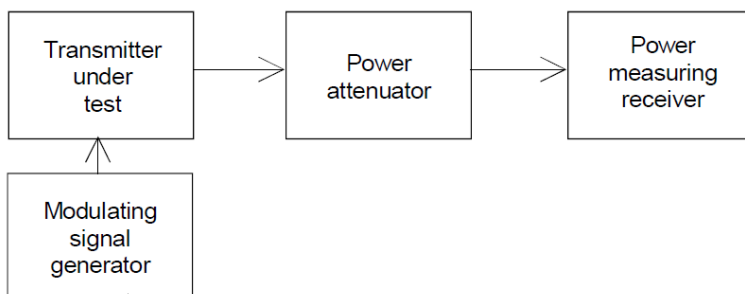 Transmitter
under
test
Power
attenuator
Power
measuring
receiver
Modulating
signal
generator